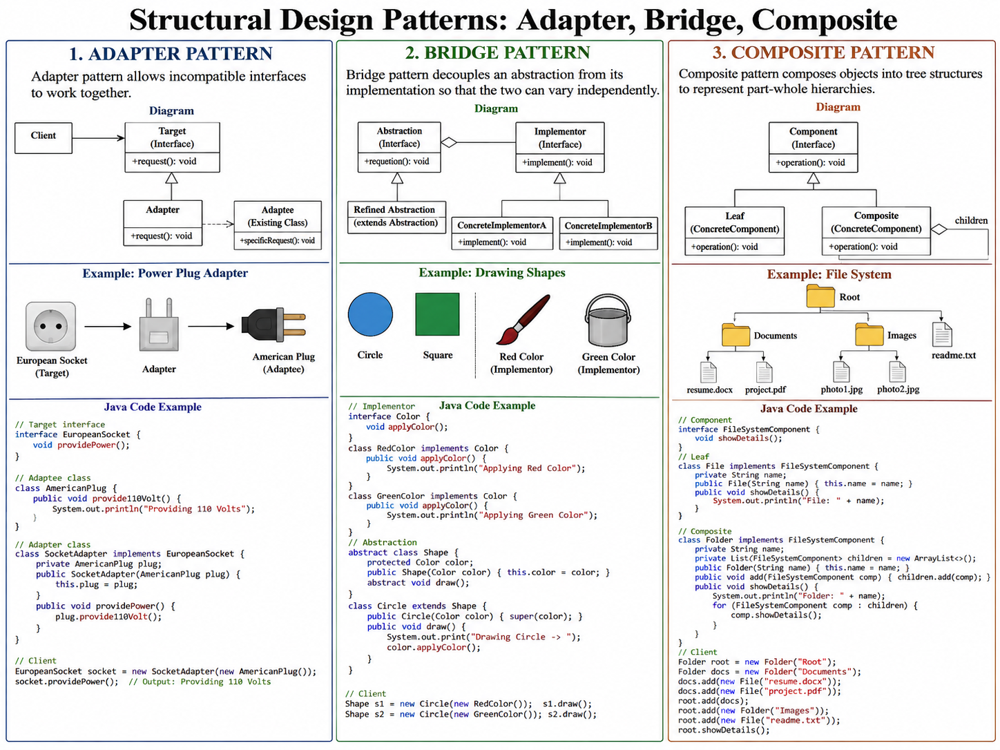 Structural Design Patterns: Adapter, Bridge, Composite
1. ADAPTER PATTERN
Adapter pattern allows incompatible interfaces
to work together.
Diagram
Client
Target
(Interface)
+request(): void
Adapter
+request(): void
Adaptee
(Existing Class)
+specificRequest(): void
Example: Power Plug Adapter
European Socket
(Target)
Adapter
American Plug
(Adaptee)
Java Code Example
// Target interface
interface EuropeanSocket {
void providePower();
}
// Adaptee class
class AmericanPlug {
public void provide110Volt() {
System.out.println("Providing 110 Volts");
}
}
// Adapter class
class SocketAdapter implements EuropeanSocket {
private AmericanPlug plug;
public SocketAdapter(AmericanPlug plug) {
this.plug = plug;
}
public void providePower() {
plug.provide110Volt();
}
}
// Client
EuropeanSocket socket = new SocketAdapter(new AmericanPlug());
socket.providePower();  // Output: Providing 110 Volts
2. BRIDGE PATTERN
Bridge pattern decouples an abstraction from its
implementation so that the two can vary independently.
Diagram
Abstraction
(Interface)
+requetion(): void
Implementor
(Interface)
+implement(): void
Refined Abstraction
(extends Abstraction)
ConcreteImplementorA
+implement(): void
ConcreteImplementorB
+implement(): void
Example: Drawing Shapes
Circle
Square
Red Color
(Implementor)
Green Color
(Implementor)
Java Code Example
// Implementor
interface Color {
void applyColor();
}
class RedColor implements Color {
public void applyColor() {
System.out.println("Applying Red Color");
}
}
class GreenColor implements Color {
public void applyColor() {
System.out.println("Applying Green Color");
}
}
// Abstraction
abstract class Shape {
protected Color color;
public Shape(Color color) { this.color = color; }
abstract void draw();
}
class Circle extends Shape {
public Circle(Color color) { super(color); }
public void draw() {
System.out.print("Drawing Circle -> ");
color.applyColor();
}
}
// Client
Shape s1 = new Circle(new RedColor());  s1.draw();
Shape s2 = new Circle(new GreenColor()); s2.draw();
3. COMPOSITE PATTERN
Composite pattern composes objects into tree structures
to represent part-whole hierarchies.
Diagram
Component
(Interface)
+operation(): void
Leaf
(ConcreteComponent)
+operation(): void
Composite
(ConcreteComponent)
+operation(): void
children
Example: File System
Root
Documents
Images
readme.txt
resume.docx
project.pdf
photo1.jpg
photo2.jpg
Java Code Example
// Component
interface FileSystemComponent {
void showDetails();
}
// Leaf
class File implements FileSystemComponent {
private String name;
public File(String name) { this.name = name; }
public void showDetails() {
System.out.println("File: " + name);
}
}
// Composite
class Folder implements FileSystemComponent {
private String name;
private List(FileSystemComponent> children = new ArrayList<>();
public Folder(String name) { this.name = name; }
public void add(FileSystemComponent comp) { children.add(comp); }
public void showDetails() {
System.out.println("Folder: " + name);
for (FileSystemComponent comp : children) {
comp.showDetails();
}
}
}
// Client
Folder root = new Folder("Root");
Folder docs = new Folder("Documents");
docs.add(new File("resume.docx"));
docs.add(new File("project.pdf"));
root.add(docs);
root.add(new Folder("Images"));
root.add(new File("readme.txt"));
root.showDetails();